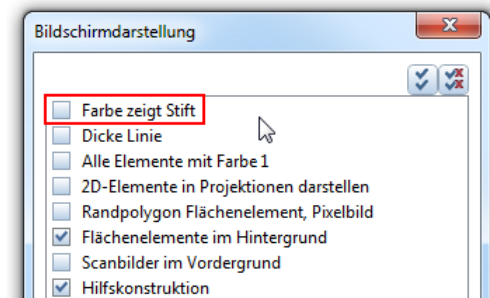 Bildschirmdarstellung
Farbe zeigt Stift
Dicke Linie
Alle Elemente mit Farbe 1
2D-Elemente in Projektionen darstellen
Randpolygon Flächenelement, Pixelbild
Flächenelemente im Hintergrund
Scanbilder im Vordergrund
Hilfskonstruktion